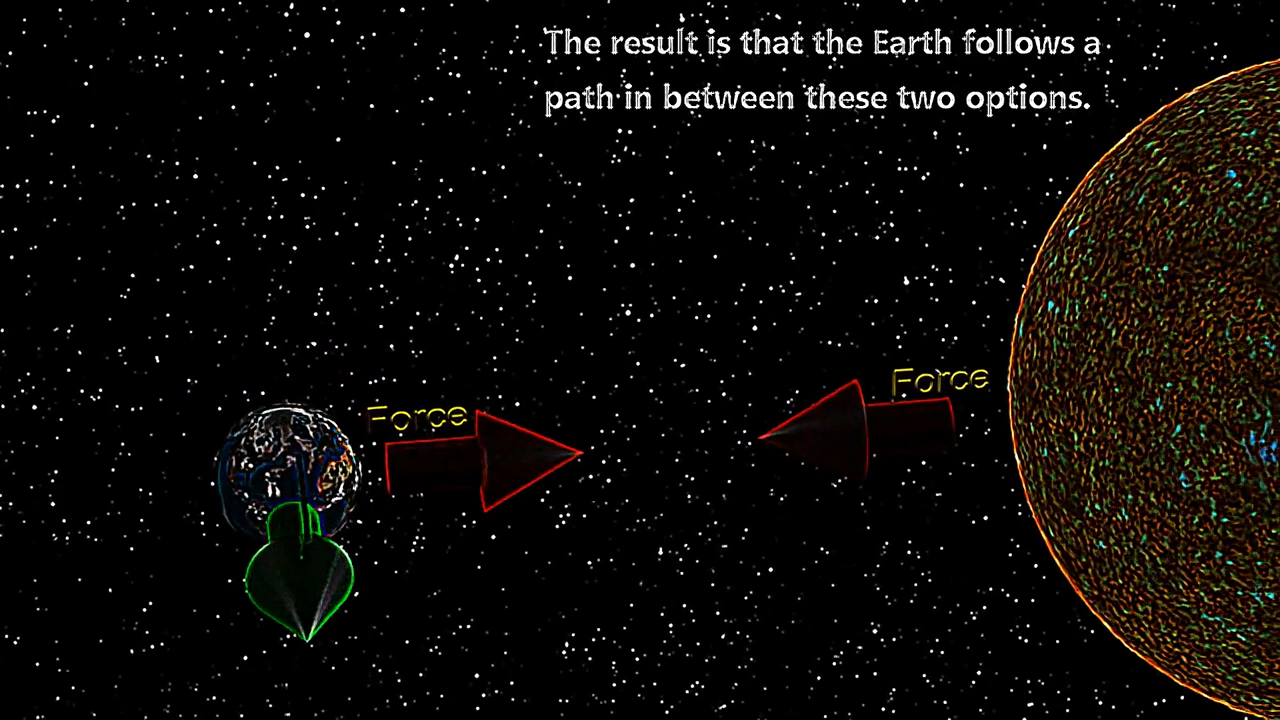 The result is that the Earth follows a
path in between these two options.
Force
Force